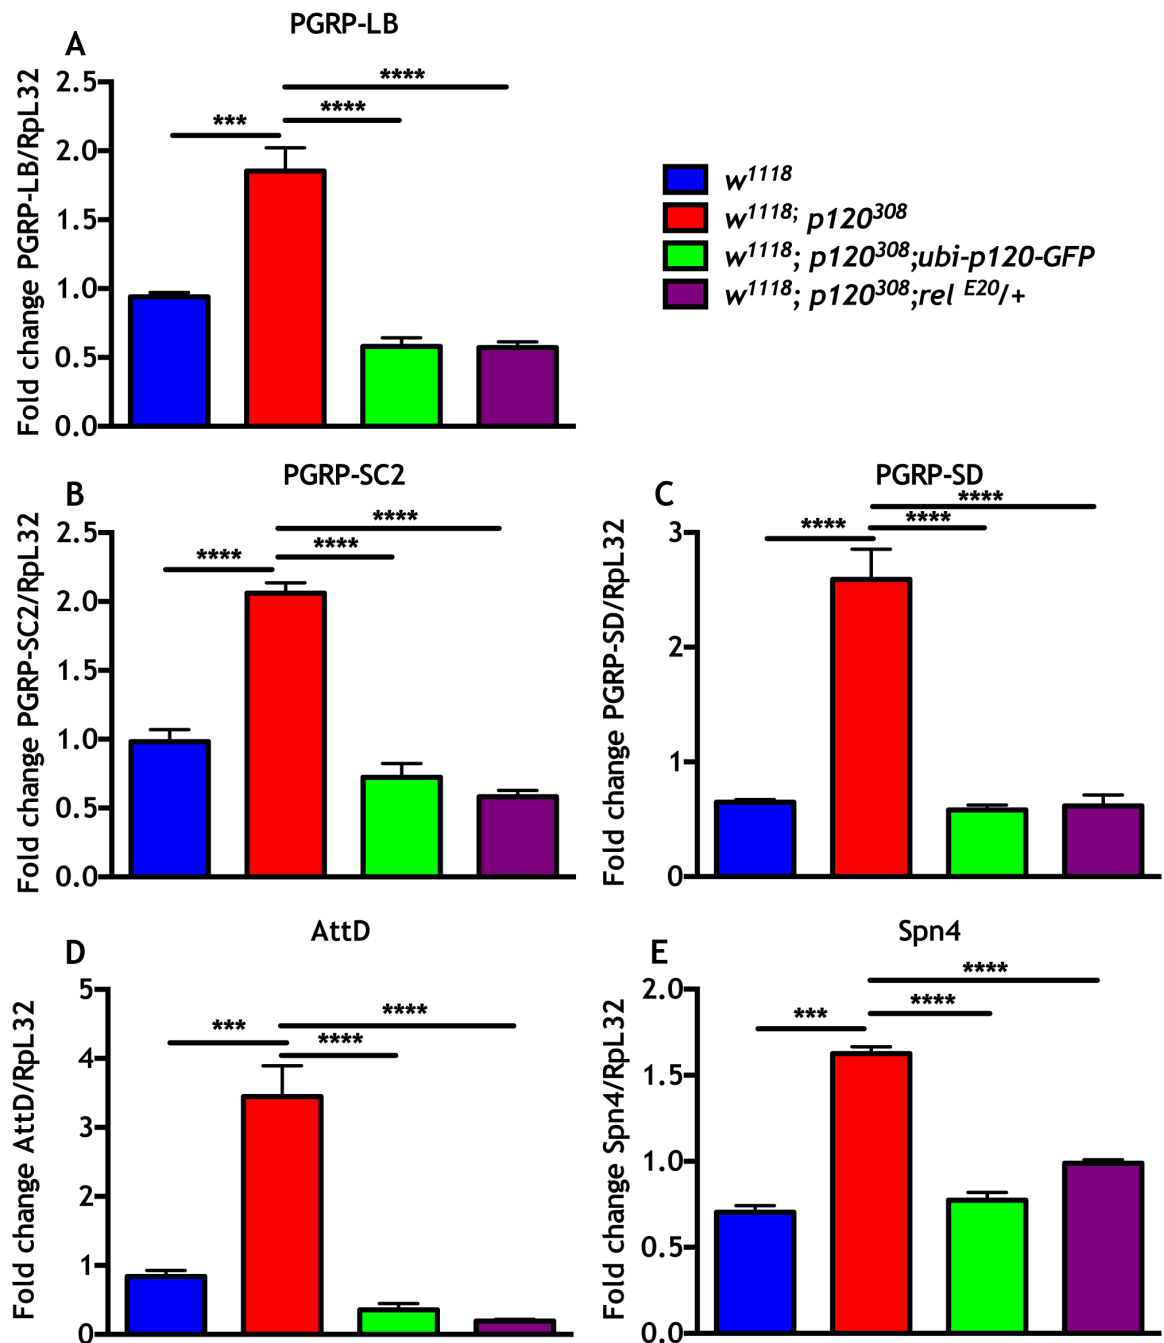 PGRP-LB
A
Fold change PGRP-LB/RpL32
2.5
2.0
1.5
1.0
0.5
0.0
***
****
****
w1118
w1118; p120308
w1118; p120308;ubi-p120-GFP
w1118; p120308;rel E20/+
PGRP-SC2
B
Fold change PGRP-SC2/RpL32
2.5
2.0
1.5
1.0
0.5
0.0
****
****
****
PGRP-SD
C
Fold change PGRP-SD/RpL32
3
2
1
0
****
****
****
AttD
D
Fold change AttD/RpL32
5
4
3
2
1
0
***
****
****
Spn4
E
Fold change Spn4/RpL32
2.0
1.5
1.0
0.5
0.0
***
****
****